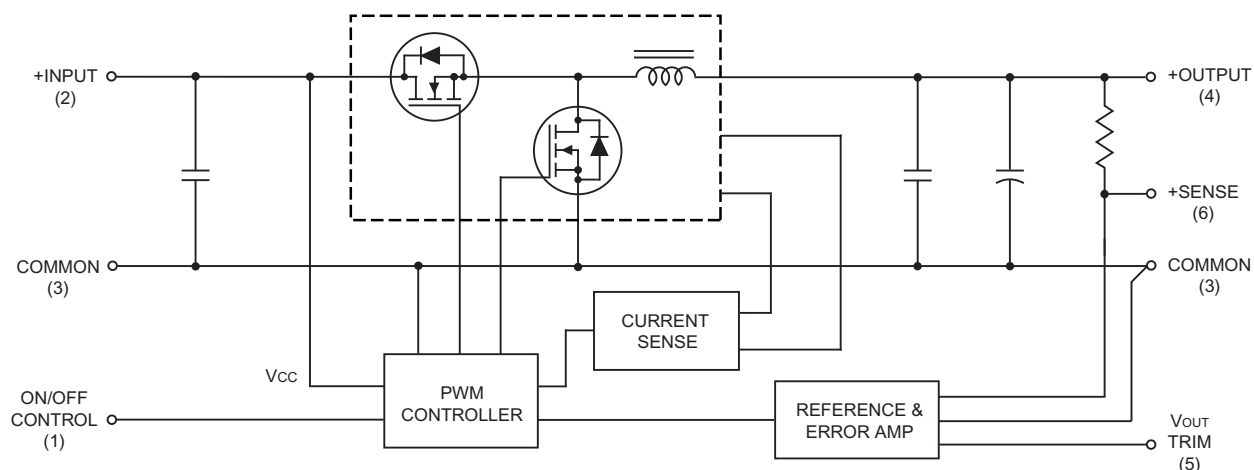 +INPUT
(2)
+OUTPUT
(4)
+SENSE
(6)
COMMON
(3)
COMMON
(3)
CURRENT
SENSE
VCC
PWM
CONTROLLER
ON/OFF
CONTROL
(1)
REFERENCE &
ERROR AMP
VOUT
TRIM
(5)